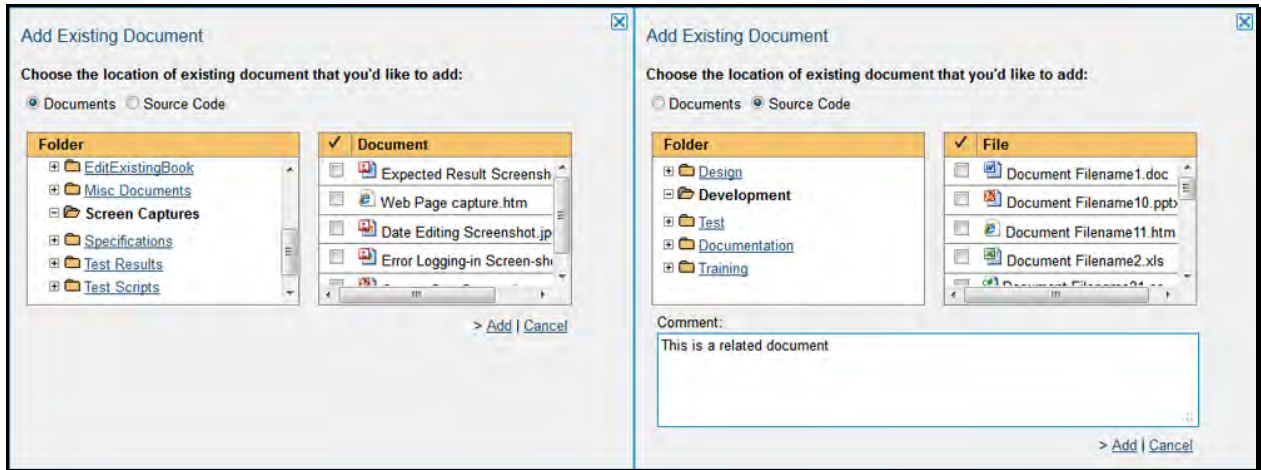 Add Existing Document
Choose the location of existing document that you'd like to add:
Documents Source Code
Folder
EditExistingBook
Misc Documents
Screen Captures
Specifications
Test Results
Test Scripts
Document
Expected Result Screensh
Web Page capture.htm
Date Editing Screenshot.jp
Error Logging-in Screen-sh
> Add | Cancel
Add Existing Document
Choose the location of existing document that you'd like to add:
Documents Source Code
Folder
Design
Development
Test
Documentation
Training
File
Document Filename1.doc
Document Filename10.pptx
Document Filename11.htm
Document Filename2.xls
Comment:
This is a related document
> Add | Cancel